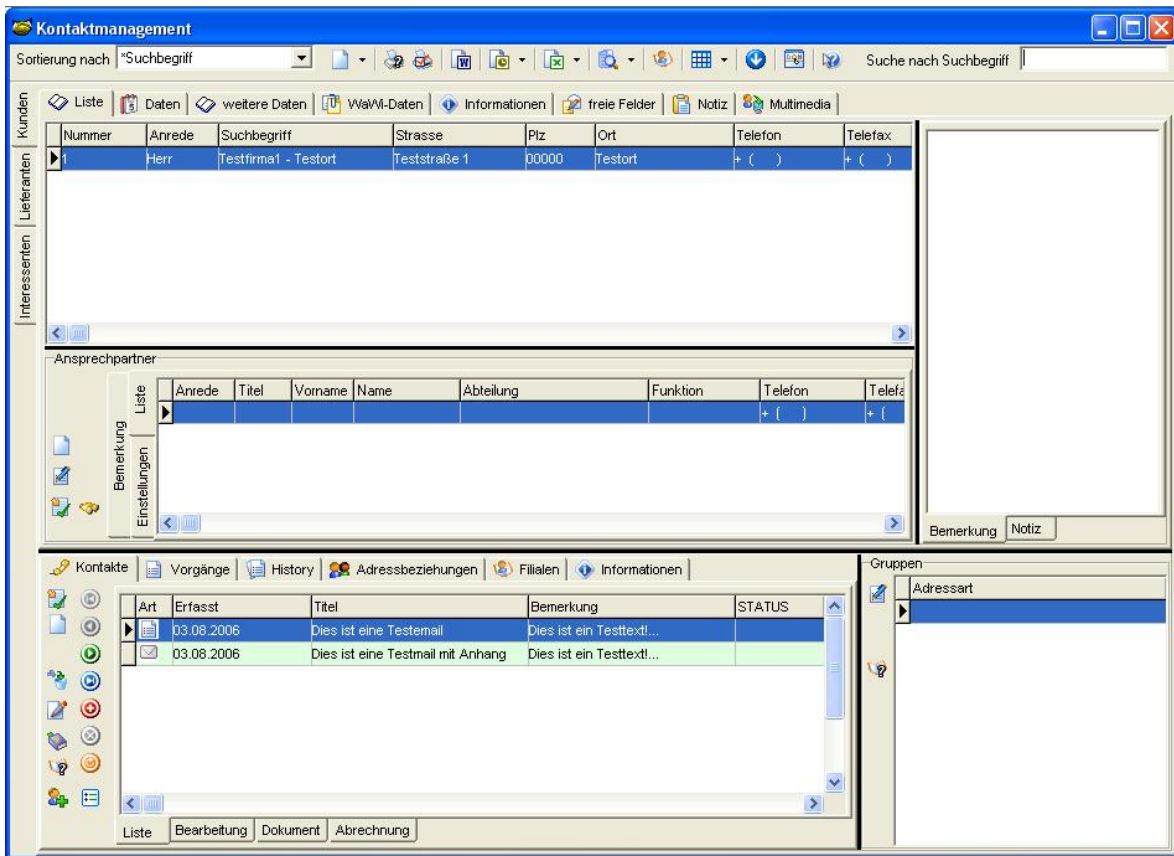 Kontaktmanagement
Sortierung nach *Suchbegriff Suche nach Suchbegriff
Kunden
Lieferanten
Interessenten
Liste Daten weitere Daten WaWi-Daten Informationen freie Felder Notiz Multimedia
Nummer Anrede Suchbegriff Strasse Plz Ort Telefon Telefax
1 Herr Testfirma1 - Testort Teststraße 1 00000 Testort + ( ) + ( )
Ansprechpartner
Bemerkung
Liste
Einstellungen
Anrede Titel Vorname Name Abteilung Funktion Telefon Telefa
+ ( ) + (
Bemerkung Notiz
Kontakte Vorgänge History Adressbeziehungen Filialen Informationen
Art Erfasst Titel Bemerkung STATUS
03.08.2006 Dies ist eine Testemail Dies ist ein Testtext!...
03.08.2006 Dies ist eine Testmail mit Anhang Dies ist ein Testtext!...
Liste Bearbeitung Dokument Abrechnung
Gruppen
Adressart